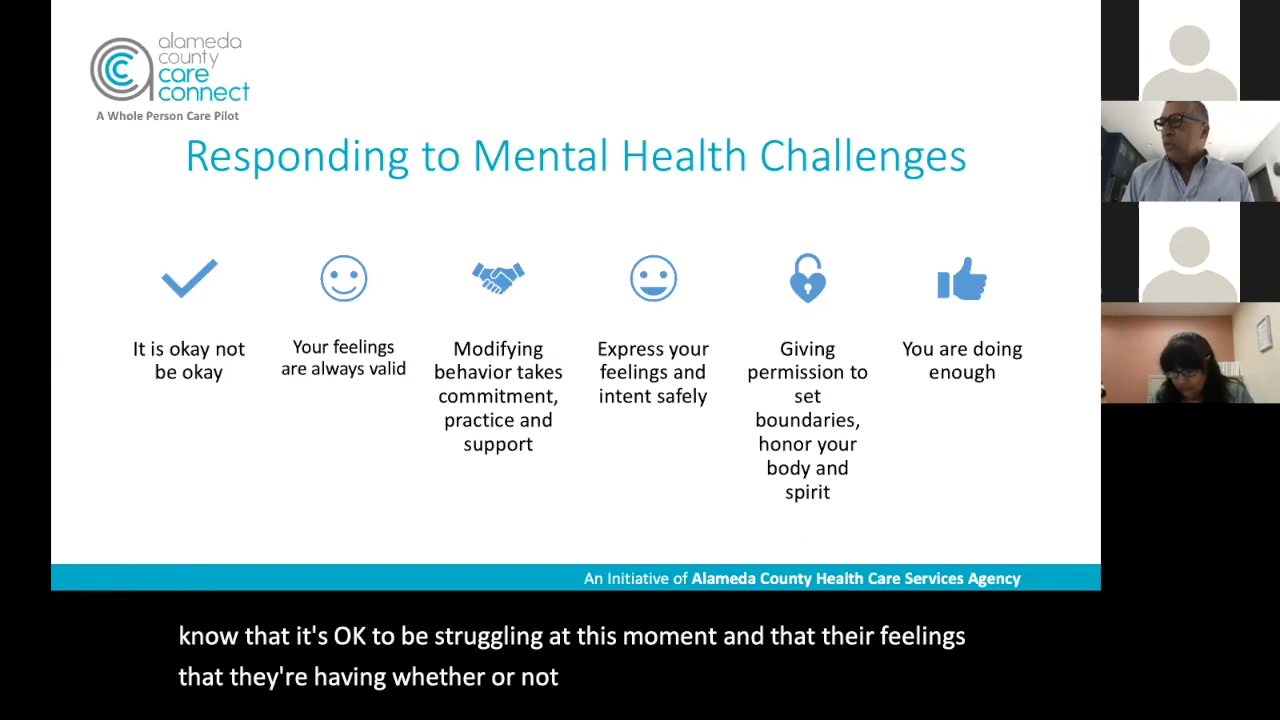 alameda
county
care
connect
A Whole Person Care Pilot
Responding to Mental Health Challenges
It is okay not
be okay
Your feelings
are always valid
Modifying
behavior takes
commitment,
practice and
support
Express your
feelings and
intent safely
Giving
permission to
set
boundaries,
honor your
body and
spirit
You are doing
enough
An Initiative of Alameda County Health Care Services Agency
know that it's OK to be struggling at this moment and that their feelings
that they're having whether or not